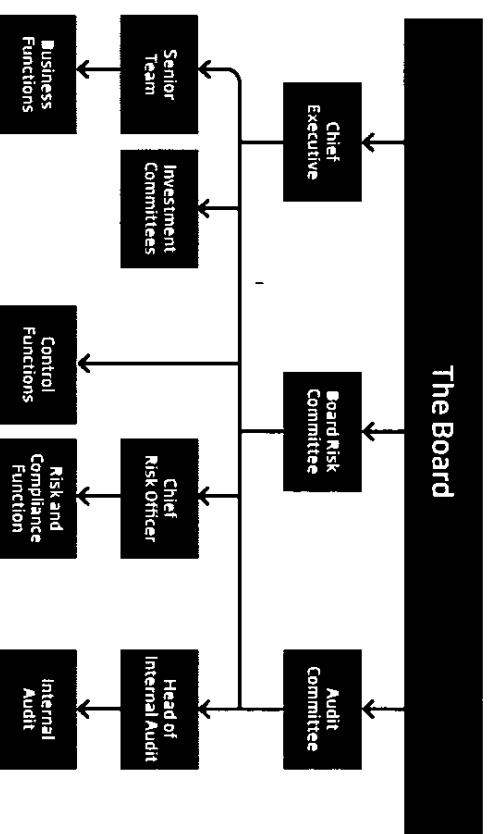 The Board
Chief
Executive
Board Risk
Committee
Audit
Committee
Senior
Team
Investment
Committees
Chief
Risk Officer
Head of
Internal Audit
Business
Functions
Control
Functions
Risk and
Compliance
Function
Internal
Audit